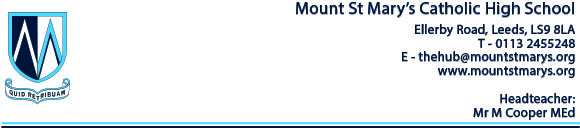 Mount St Mary's Catholic High School
Ellerby Road, Leeds, LS9 8LA
T - 0113 2455248
E - thehub@mountstmarys.org
www.mountstmarys.org
Headteacher:
Mr M Cooper MEd
QUID RETRIBUAM